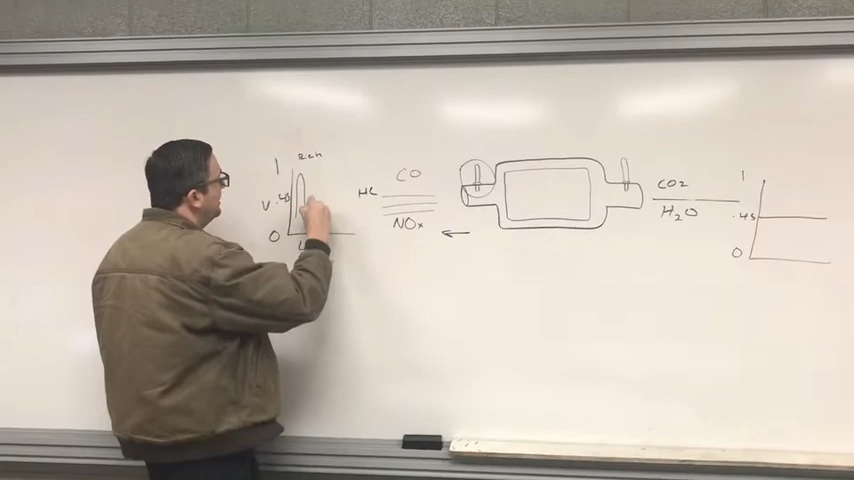 1 Rich
V .45
0 L
HC CO
NOx
CO2
H2O
1
.45
0